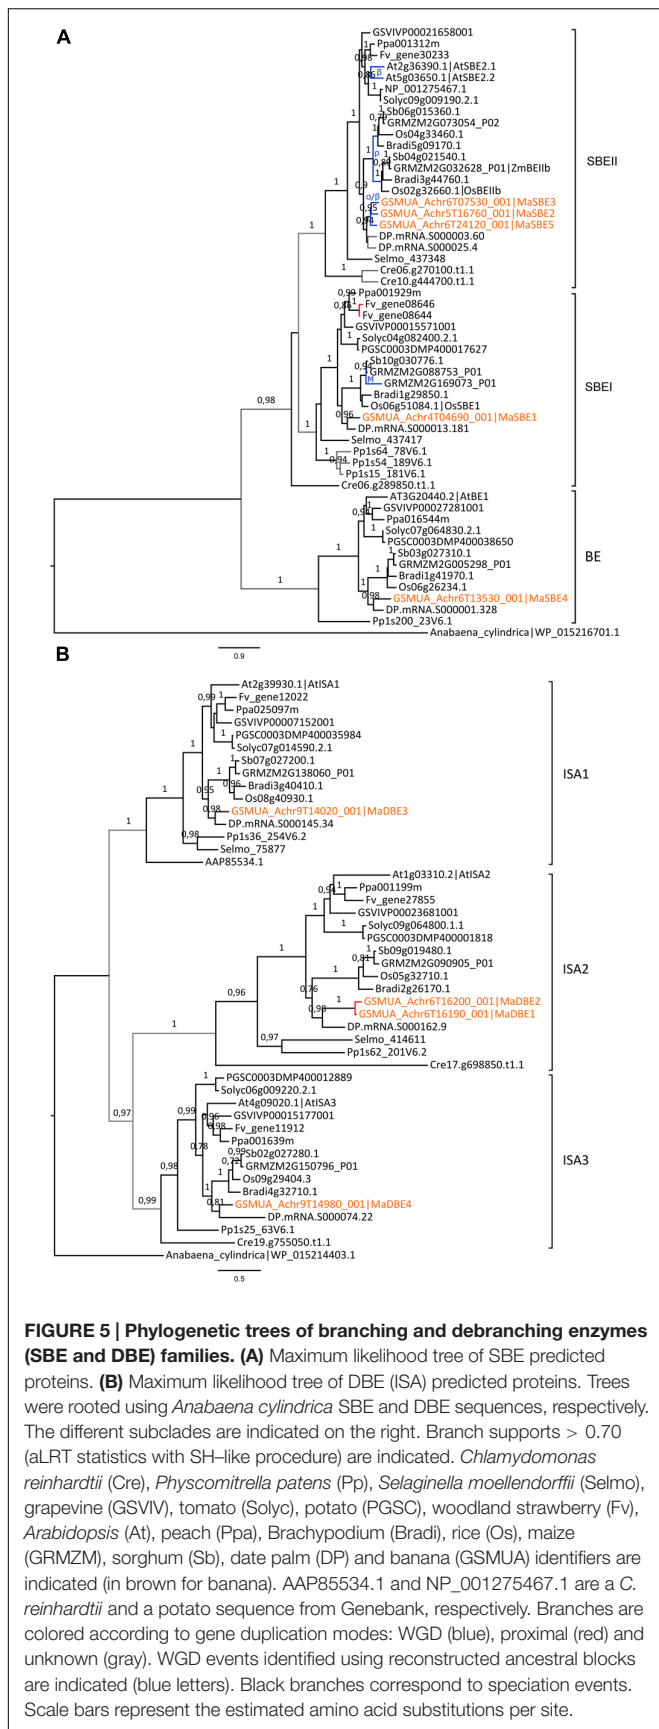 A
GSVIVP00021658001
Ppa001312m
Fv_gene30233
At2g36390.1|AtSBE2.1
At5g03650.1|AtSBE2.2
NP_001275467.1
Solyc09g009190.2.1
Sb06g015360.1
GRMZM2G073054_P02
Os04g33460.1
Bradi5g09170.1
Sb04g021540.1
GRMZM2G032628_P01|ZmBEIIb
Bradi3g44760.1
Os02g32660.1|OsBEIIb
GSMUA_Achr6T07530_001|MaSBE3
GSMUA_Achr5T16760_001|MaSBE2
GSMUA_Achr6T24120_001|MaSBE5
DP.mRNA.S000003.60
DP.mRNA.S000025.4
Selmo_437348
Cre06.g270100.t1.1
Cre10.g444700.t1.1
SBEII
Ppa001929m
Fv_gene08646
Fv_gene08644
GSVIVP00015571001
Solyc04g082400.2.1
PGSC0003DMP400017627
Sb10g030776.1
GRMZM2G088753_P01
GRMZM2G169073_P01
Bradi1g29850.1
Os06g51084.1|OsSBE1
GSMUA_Achr4T04690_001|MaSBE1
DP.mRNA.S000013.181
Selmo_437417
Pp1s64_78V6.1
Pp1s54_189V6.1
Pp1s15_181V6.1
Cre06.g289850.t1.1
SBEI
AT3G20440.2|AtBE1
GSVIVP00027281001
Ppa016544m
Solyc07g064830.2.1
PGSC0003DMP400038650
Sb03g027310.1
GRMZM2G005298_P01
Bradi1g41970.1
Os06g26234.1
GSMUA_Achr6T13530_001|MaSBE4
DP.mRNA.S000001.328
Pp1s200_23V6.1
BE
Anabaena_cylindrica|WP_015216701.1
0.9
B
At2g39930.1|AtISA1
Fv_gene12022
Ppa025097m
GSVIVP00007152001
PGSC0003DMP400035984
Solyc07g014590.2.1
Sb07g027200.1
GRMZM2G138060_P01
Bradi3g40410.1
Os08g40930.1
GSMUA_Achr9T14020_001|MaDBE3
DP.mRNA.S000145.34
Pp1s36_254V6.2
Selmo_75877
AAP85534.1
ISA1
At1g03310.2|AtISA2
Ppa001199m
Fv_gene27855
GSVIVP00023681001
Solyc09g064800.1.1
PGSC0003DMP400001818
Sb09g019480.1
GRMZM2G090905_P01
Os05g32710.1
Bradi2g26170.1
GSMUA_Achr6T16200_001|MaDBE2
GSMUA_Achr6T16190_001|MaDBE1
DP.mRNA.S000162.9
Selmo_414611
Pp1s62_201V6.2
Cre17.g698850.t1.1
ISA2
PGSC0003DMP400012889
Solyc06g009220.2.1
At4g09020.1|AtISA3
GSVIVP00015177001
Fv_gene11912
Ppa001639m
Sb02g027280.1
GRMZM2G150796_P01
Os09g29404.3
Bradi4g32710.1
GSMUA_Achr9T14980_001|MaDBE4
DP.mRNA.S000074.22
Pp1s25_63V6.1
Cre19.g755050.t1.1
ISA3
Anabaena_cylindrica|WP_015214403.1
0.5
FIGURE 5 | Phylogenetic trees of branching and debranching enzymes
(SBE and DBE) families. (A) Maximum likelihood tree of SBE predicted
proteins. (B) Maximum likelihood tree of DBE (ISA) predicted proteins. Trees
were rooted using Anabaena cylindrica SBE and DBE sequences, respectively.
The different subclades are indicated on the right. Branch supports > 0.70
(aLRT statistics with SH–like procedure) are indicated. Chlamydomonas
reinhardtii (Cre), Physcomitrella patens (Pp), Selaginella moellendorffii (Selmo),
grapevine (GSVIV), tomato (Solyc), potato (PGSC), woodland strawberry (Fv),
Arabidopsis (At), peach (Ppa), Brachypodium (Bradi), rice (Os), maize
(GRMZM), sorghum (Sb), date palm (DP) and banana (GSMUA) identifiers are
indicated (in brown for banana). AAP85534.1 and NP_001275467.1 are a C.
reinhardtii and a potato sequence from Genebank, respectively. Branches are
colored according to gene duplication modes: WGD (blue), proximal (red) and
unknown (gray). WGD events identified using reconstructed ancestral blocks
are indicated (blue letters). Black branches correspond to speciation events.
Scale bars represent the estimated amino acid substitutions per site.